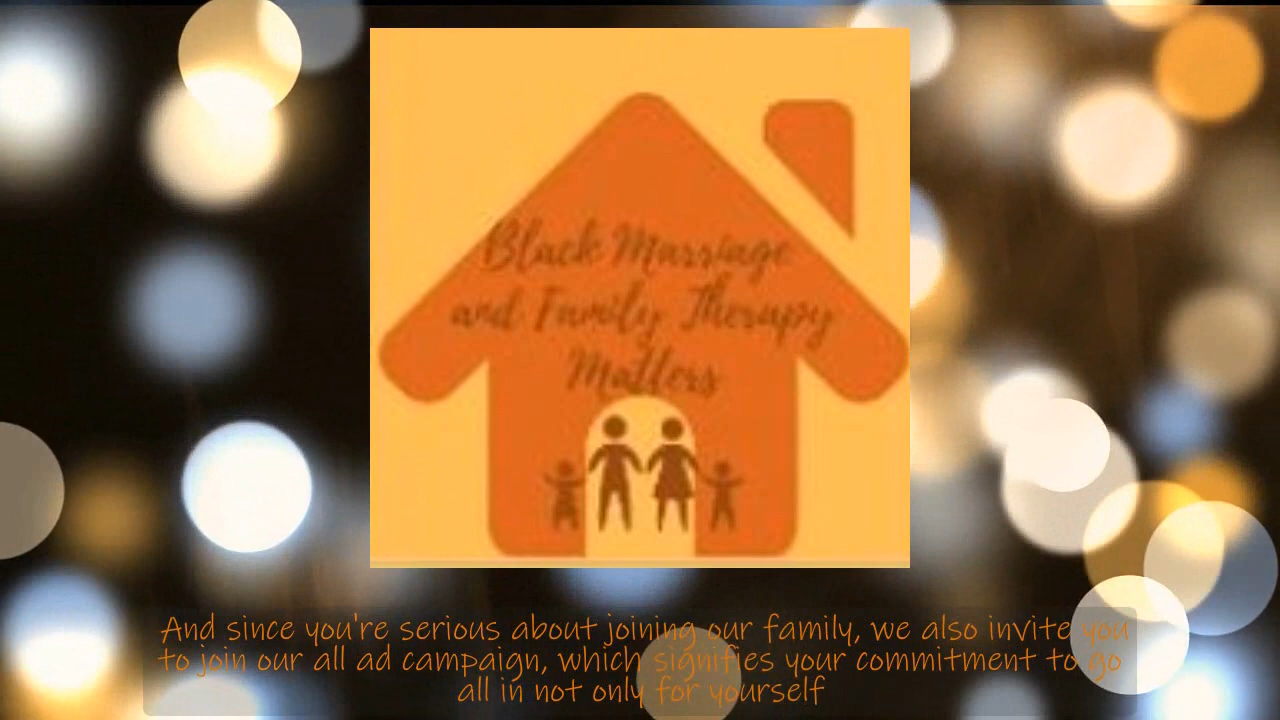 Black Marriage
and Family Therapy
Matters
And since you're serious about joining our family, we also invite you
to join our all ad campaign, which signifies your commitment to go
all in not only for yourself